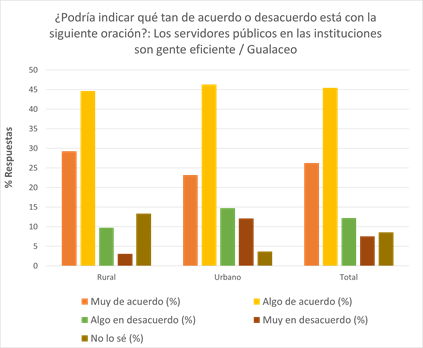 ¿Podría indicar qué tan de acuerdo o desacuerdo está con la
siguiente oración?: Los servidores públicos en las instituciones
son gente eficiente / Gualaceo
% Respuestas
50
45
40
35
30
25
20
15
10
5
0
Rural
Urbano
Total
Muy de acuerdo (%)
Algo de acuerdo (%)
Algo en desacuerdo (%)
Muy en desacuerdo (%)
No lo sé (%)